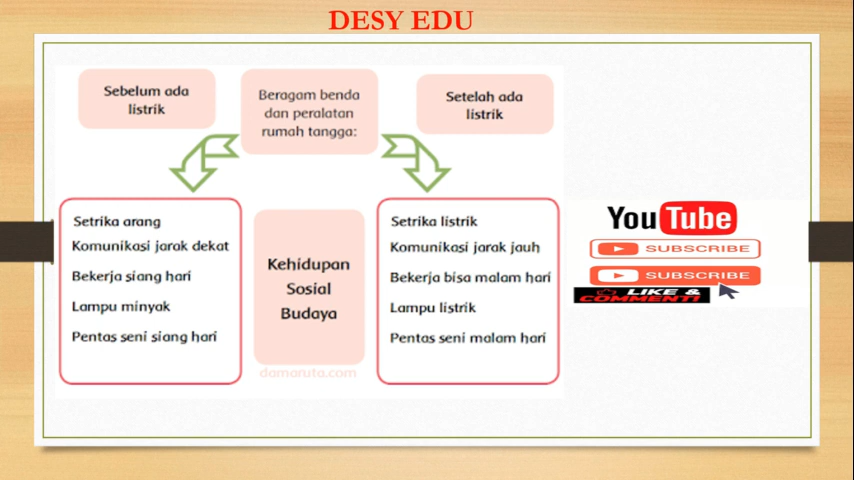 DESY EDU
Sebelum ada
listrik
Beragam benda
dan peralatan
rumah tangga:
Setelah ada
listrik
Setrika arang
Komunikasi jarak dekat
Bekerja siang hari
Lampu minyak
Pentas seni siang hari
Kehidupan
Sosial
Budaya
damaruta.com
Setrika listrik
Komunikasi jarak jauh
Bekerja bisa malam hari
Lampu listrik
Pentas seni malam hari
YouTube
SUBSCRIBE
SUBSCRIBE
LIKE &
COMMENT!